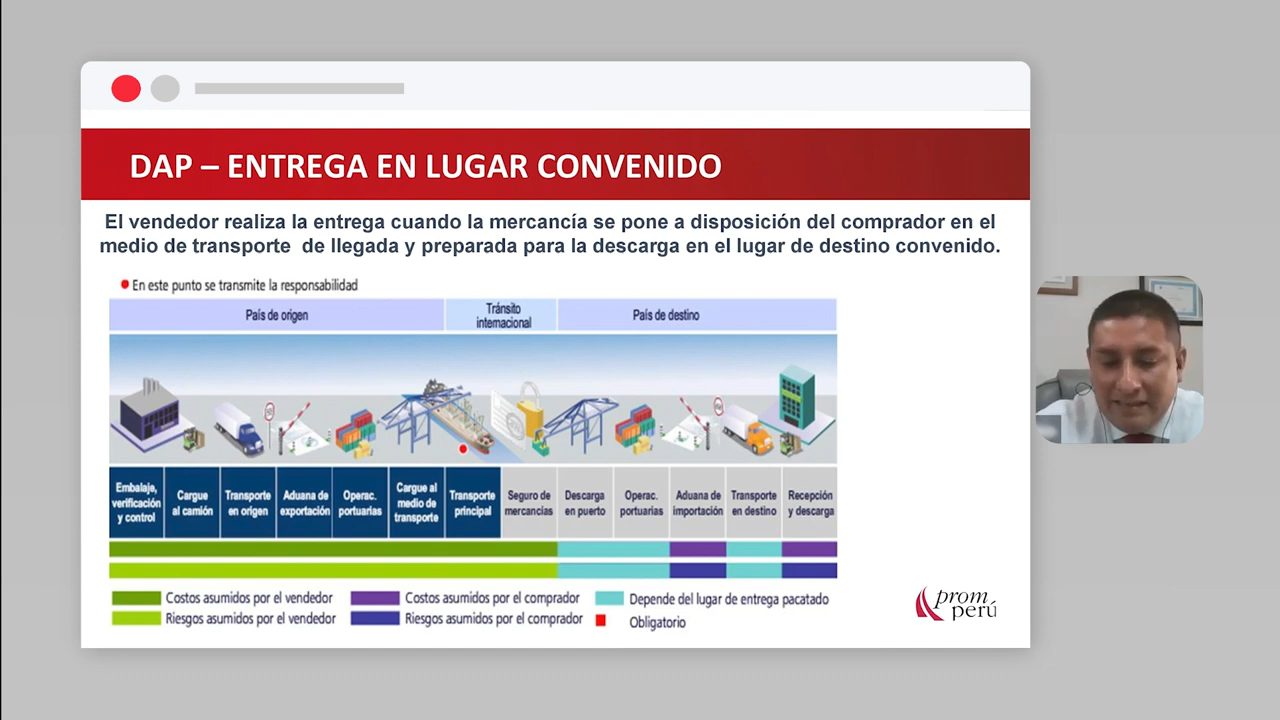 DAP – ENTREGA EN LUGAR CONVENIDO
El vendedor realiza la entrega cuando la mercancía se pone a disposición del comprador en el
medio de transporte de llegada y preparada para la descarga en el lugar de destino convenido.
En este punto se transmite la responsabilidad
País de origen
Tránsito
internacional
País de destino
Embalaje,
verificación
y control
Cargue
al camión
Transporte
en origen
Aduana de
exportación
Operac.
portuarias
Cargue al
medio de
transporte
Transporte
principal
Seguro de
mercancías
Descarga
en puerto
Operac.
portuarias
Aduana de
importación
Transporte
en destino
Recepción
y descarga
Costos asumidos por el vendedor
Costos asumidos por el comprador
Depende del lugar de entrega pacatado
Riesgos asumidos por el vendedor
Riesgos asumidos por el comprador
Obligatorio
prom
perú